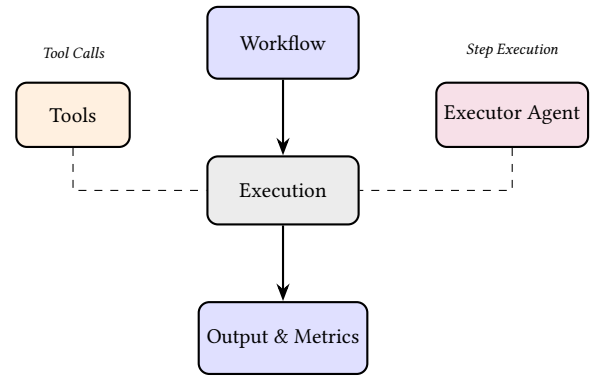 Workflow
Tool Calls
Step Execution
Tools
Executor Agent
Execution
Output & Metrics